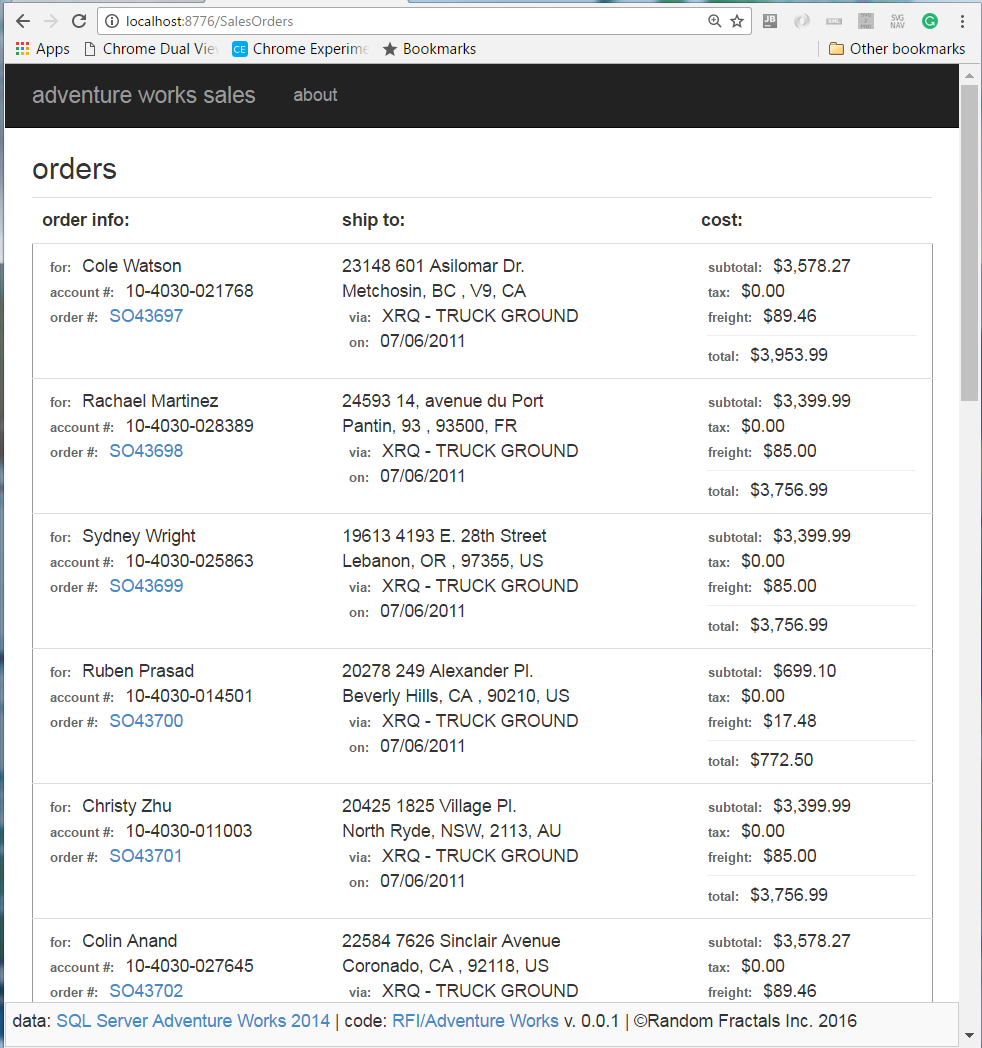 localhost:8776/SalesOrders
Apps Chrome Dual Vie CE Chrome Experime Bookmarks Other bookmarks
adventure works sales about
orders
order info: ship to: cost:
for: Cole Watson 23148 601 Asilomar Dr. subtotal: $3,578.27
account #: 10-4030-021768 Metchosin, BC , V9, CA tax: $0.00
order #: SO43697 via: XRQ - TRUCK GROUND freight: $89.46
on: 07/06/2011
total: $3,953.99
for: Rachael Martinez 24593 14, avenue du Port subtotal: $3,399.99
account #: 10-4030-028389 Pantin, 93 , 93500, FR tax: $0.00
order #: SO43698 via: XRQ - TRUCK GROUND freight: $85.00
on: 07/06/2011
total: $3,756.99
for: Sydney Wright 19613 4193 E. 28th Street subtotal: $3,399.99
account #: 10-4030-025863 Lebanon, OR , 97355, US tax: $0.00
order #: SO43699 via: XRQ - TRUCK GROUND freight: $85.00
on: 07/06/2011
total: $3,756.99
for: Ruben Prasad 20278 249 Alexander Pl. subtotal: $699.10
account #: 10-4030-014501 Beverly Hills, CA , 90210, US tax: $0.00
order #: SO43700 via: XRQ - TRUCK GROUND freight: $17.48
on: 07/06/2011
total: $772.50
for: Christy Zhu 20425 1825 Village Pl. subtotal: $3,399.99
account #: 10-4030-011003 North Ryde, NSW, 2113, AU tax: $0.00
order #: SO43701 via: XRQ - TRUCK GROUND freight: $85.00
on: 07/06/2011
total: $3,756.99
for: Colin Anand 22584 7626 Sinclair Avenue subtotal: $3,578.27
account #: 10-4030-027645 Coronado, CA , 92118, US tax: $0.00
order #: SO43702 via: XRQ - TRUCK GROUND freight: $89.46
data: SQL Server Adventure Works 2014 | code: RFI/Adventure Works v. 0.0.1 | ©Random Fractals Inc. 2016